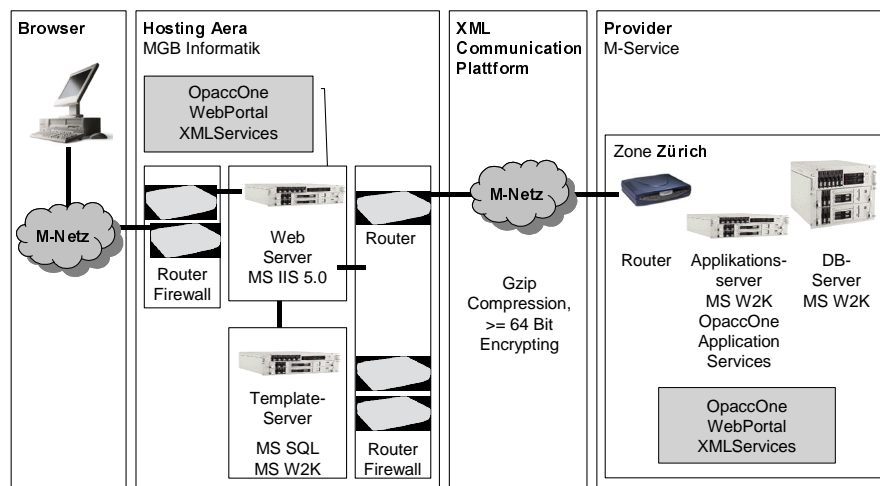 Browser
M-Netz
Hosting Aera
MGB Informatik
OpaccOne
WebPortal
XMLServices
Router
Firewall
Web
Server
MS IIS 5.0
Template-
Server
MS SQL
MS W2K
Router
Router
Firewall
XML
Communication
Plattform
M-Netz
Gzip
Compression,
>= 64 Bit
Encrypting
Provider
M-Service
Zone Zürich
Router
Applikations-
server
MS W2K
OpaccOne
Application
Services
DB-
Server
MS W2K
OpaccOne
WebPortal
XMLServices